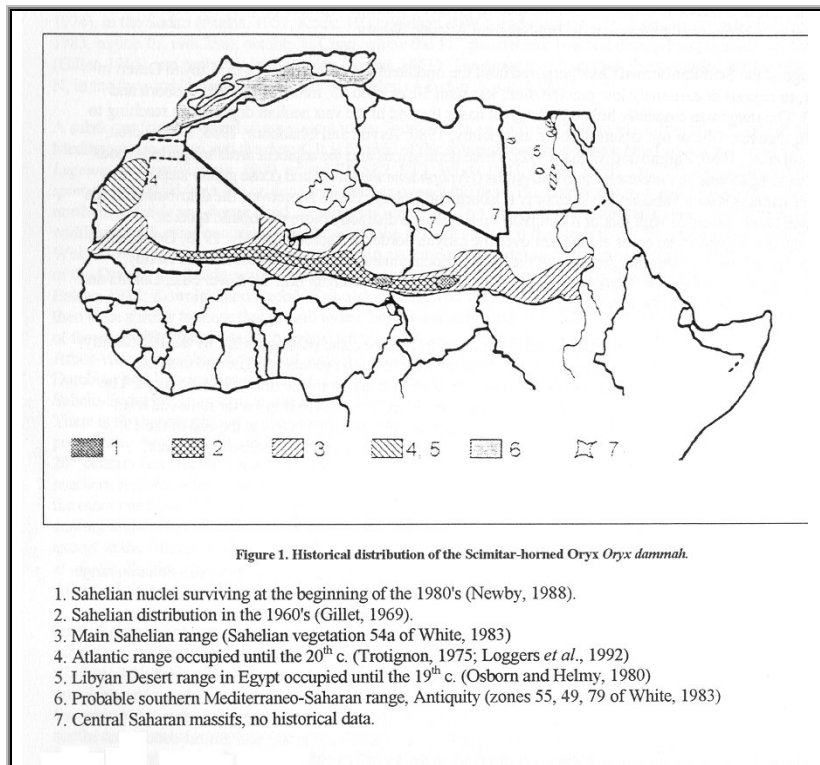 4
7
7
7
5
1
2
3
4, 5
6
7
Figure 1. Historical distribution of the Scimitar-horned Oryx Oryx dammah.
1. Sahelian nuclei surviving at the beginning of the 1980's (Newby, 1988).
2. Sahelian distribution in the 1960's (Gillet, 1969).
3. Main Sahelian range (Sahelian vegetation 54a of White, 1983)
4. Atlantic range occupied until the 20th c. (Trotignon, 1975; Loggers et al., 1992)
5. Libyan Desert range in Egypt occupied until the 19th c. (Osborn and Helmy, 1980)
6. Probable southern Mediterraneo-Saharan range, Antiquity (zones 55, 49, 79 of White, 1983)
7. Central Saharan massifs, no historical data.